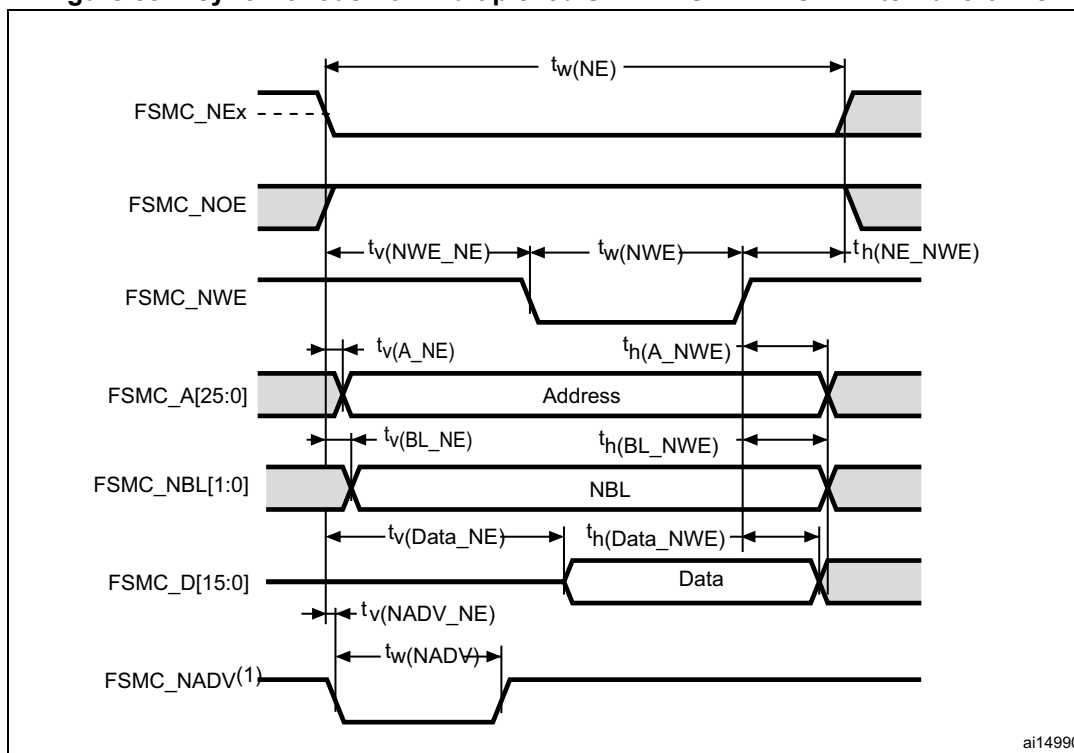 tw(NE)
FSMC_NEx
FSMC_NOE
tv(NWE_NE) tw(NWE) th(NE_NWE)
FSMC_NWE
tv(A_NE) th(A_NWE)
FSMC_A[25:0] Address
tv(BL_NE) th(BL_NWE)
FSMC_NBL[1:0] NBL
tv(Data_NE) th(Data_NWE)
FSMC_D[15:0] Data
tv(NADV_NE)
tw(NADV)
FSMC_NADV(1)
ai14990